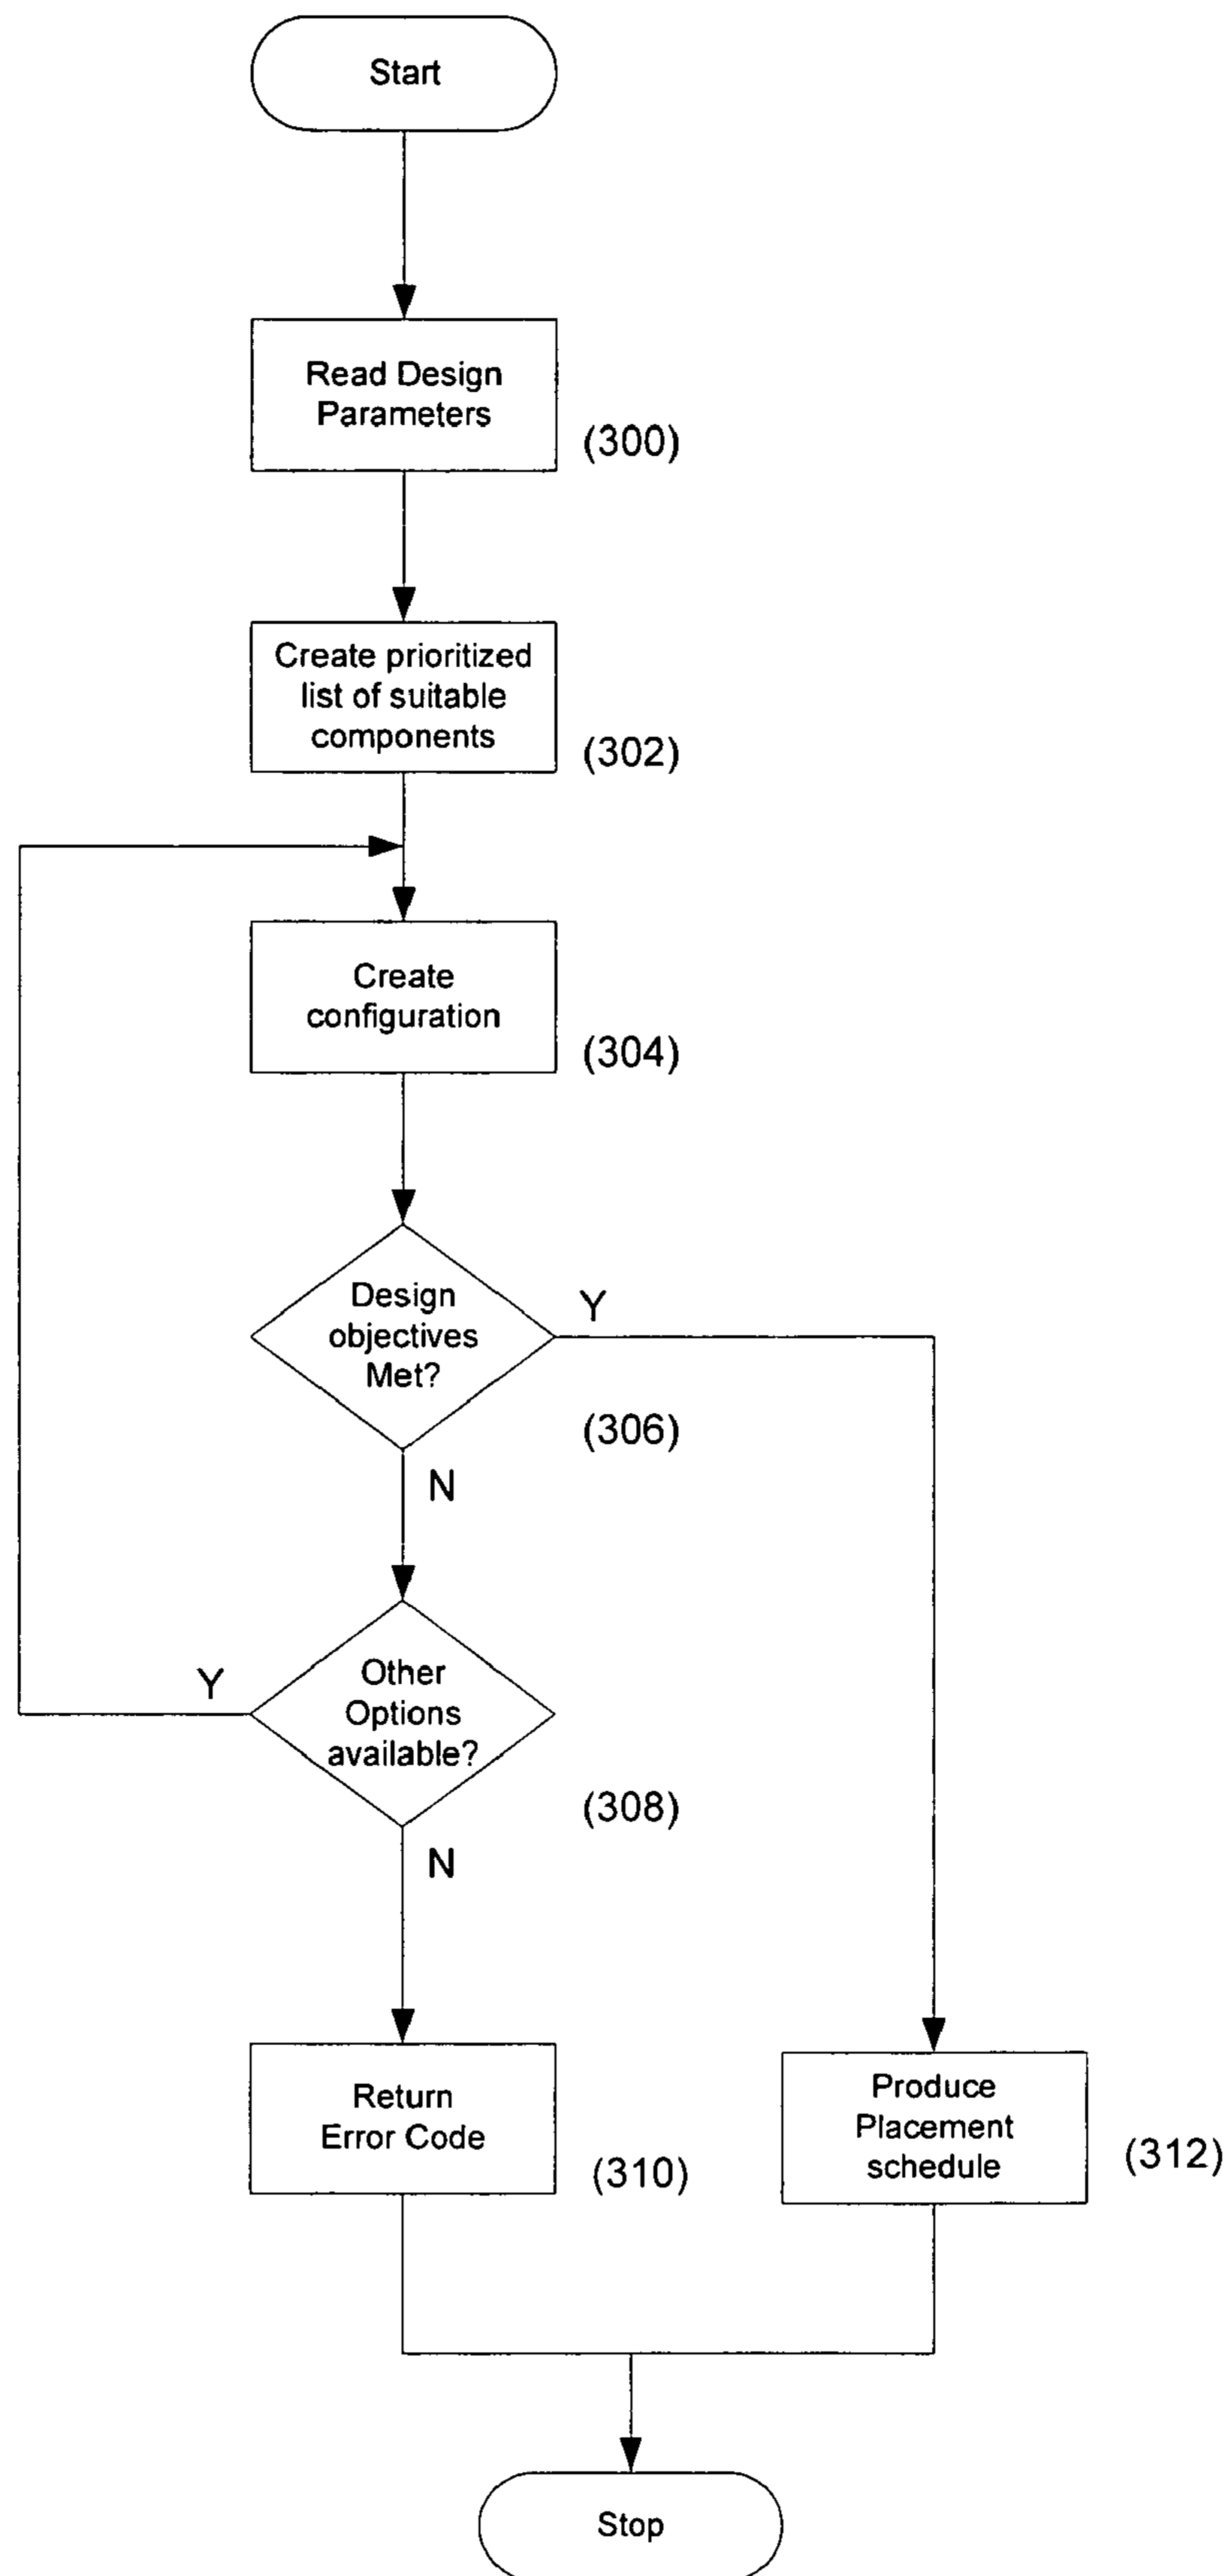 Start
Read Design
Parameters
(300)
Create prioritized
list of suitable
components
(302)
Create
configuration
(304)
Design
objectives
Met?
Y
(306)
N
Other
Options
available?
Y
(308)
N
Return
Error Code
(310)
Produce
Placement
schedule
(312)
Stop